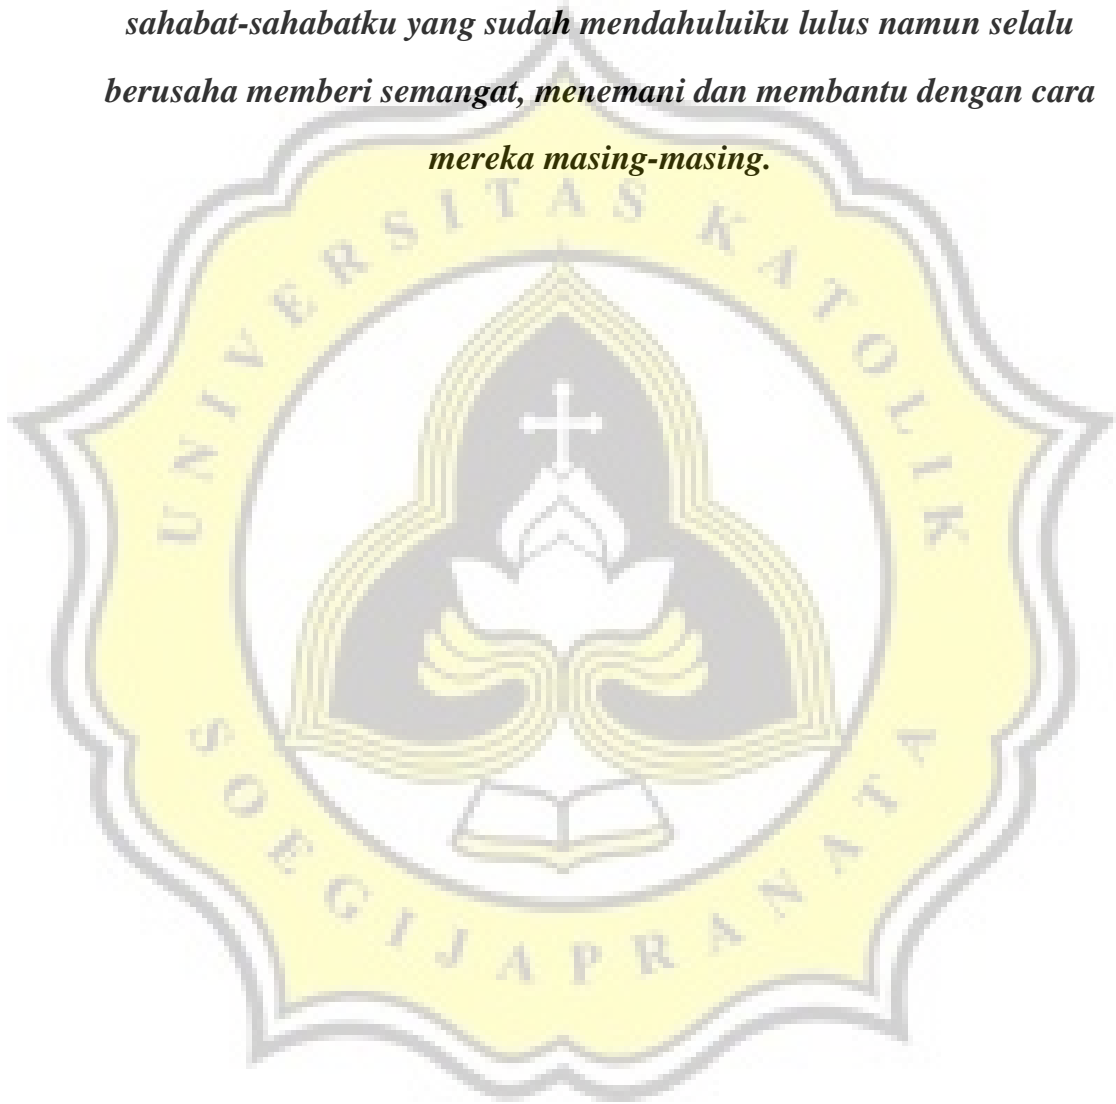 sahabat-sahabatku yang sudah mendahuluiku lulus namun selalu
berusaha memberi semangat, menemani dan membantu dengan cara
mereka masing-masing.
UNIVERSITAS KATOLIK
SOEGIJAPRANATA